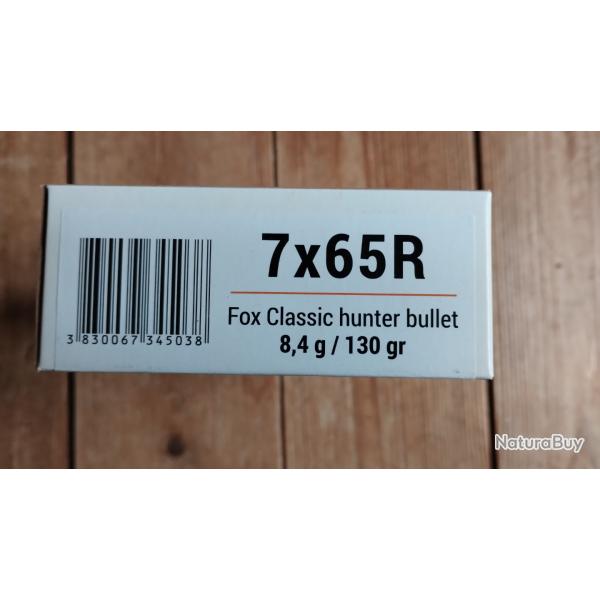 7x65R
Fox Classic hunter bullet
8,4 g / 130 gr
3 830067 345038
NaturaBuy